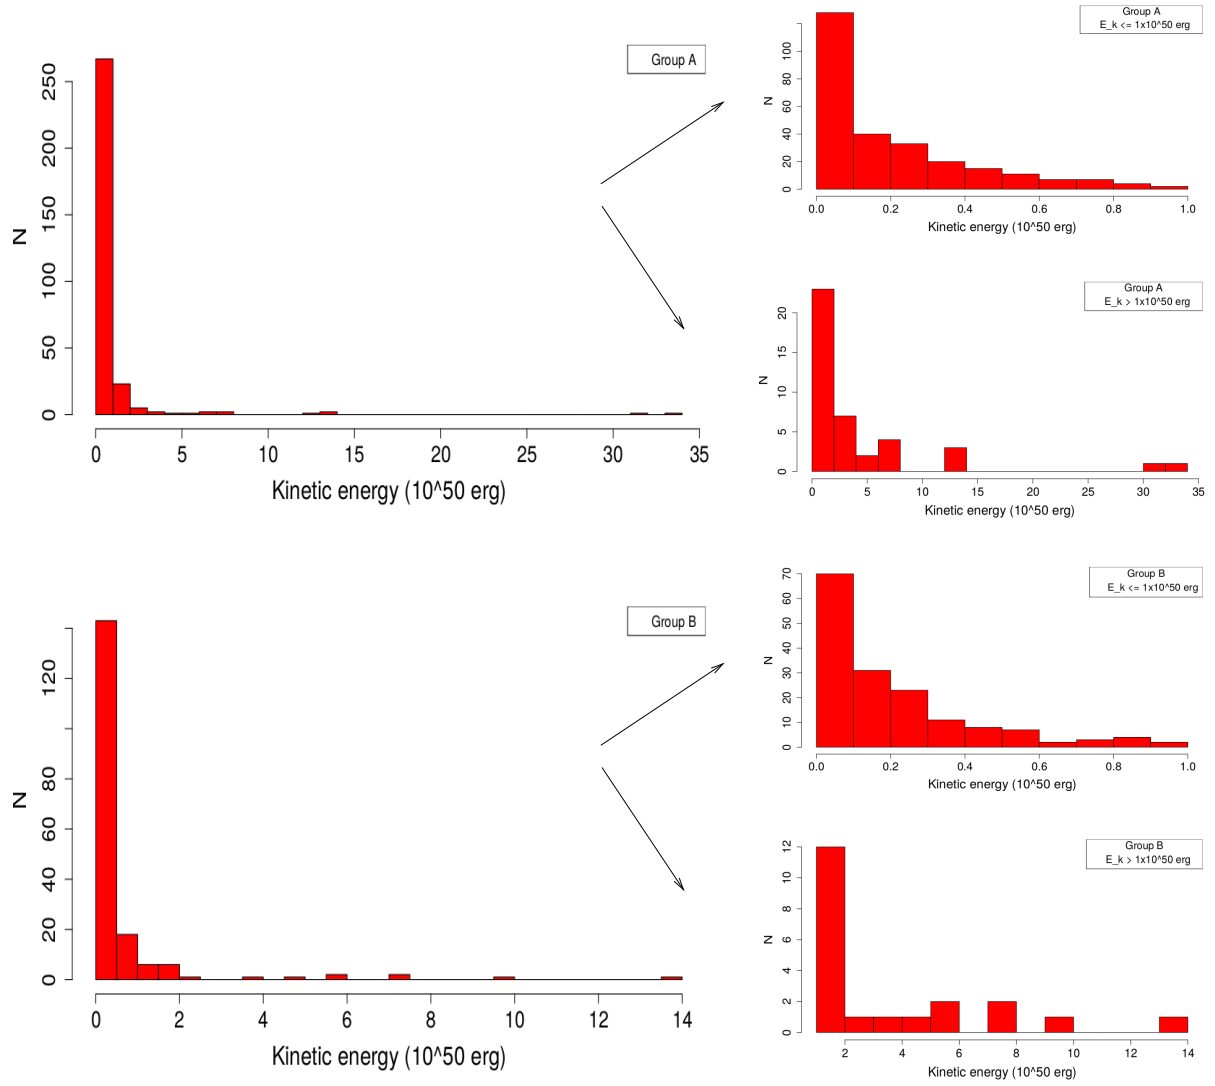 Group A
N
0 50 100 150 200 250
0 5 10 15 20 25 30 35
Kinetic energy (10^50 erg)
Group A
E_k <= 1x10^50 erg
N
0 20 40 60 80 100
0.0 0.2 0.4 0.6 0.8 1.0
Kinetic energy (10^50 erg)
Group A
E_k > 1x10^50 erg
N
0 5 10 15 20
0 5 10 15 20 25 30 35
Kinetic energy (10^50 erg)
Group B
N
0 20 40 60 80 120
0 2 4 6 8 10 12 14
Kinetic energy (10^50 erg)
Group B
E_k <= 1x10^50 erg
N
0 10 20 30 40 50 60 70
0.0 0.2 0.4 0.6 0.8 1.0
Kinetic energy (10^50 erg)
Group B
E_k > 1x10^50 erg
N
0 2 4 6 8 10 12
2 4 6 8 10 12 14
Kinetic energy (10^50 erg)